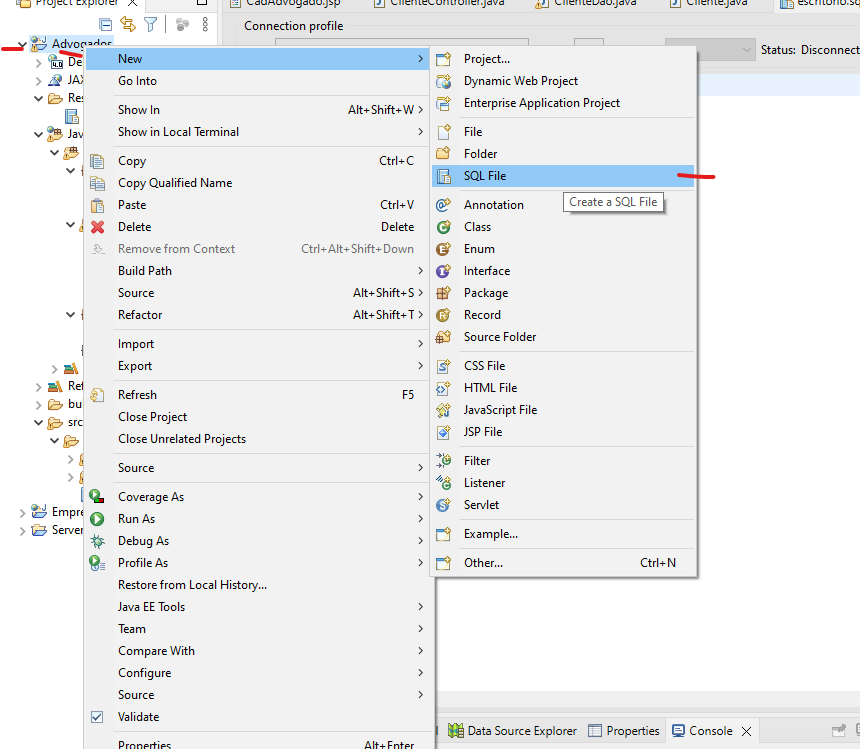 Project Explorer
CadAdvogado.jsp
ClienteController.java
ClienteDao.java
Cliente.java
escritorio.sq
Connection profile
Status: Disconnect
Advogados
De
JAX
Res
Jav
Ref
bu
src
Empre
Server
New
Go Into
Show In Alt+Shift+W
Show in Local Terminal
Copy Ctrl+C
Copy Qualified Name
Paste Ctrl+V
Delete Delete
Remove from Context Ctrl+Alt+Shift+Down
Build Path
Source Alt+Shift+S
Refactor Alt+Shift+T
Import
Export
Refresh F5
Close Project
Close Unrelated Projects
Source
Coverage As
Run As
Debug As
Profile As
Restore from Local History...
Java EE Tools
Team
Compare With
Configure
Source
Validate
Properties Alt+Enter
Project...
Dynamic Web Project
Enterprise Application Project
File
Folder
SQL File
Create a SQL File
Annotation
Class
Enum
Interface
Package
Record
Source Folder
CSS File
HTML File
JavaScript File
JSP File
Filter
Listener
Servlet
Example...
Other... Ctrl+N
Data Source Explorer
Properties
Console